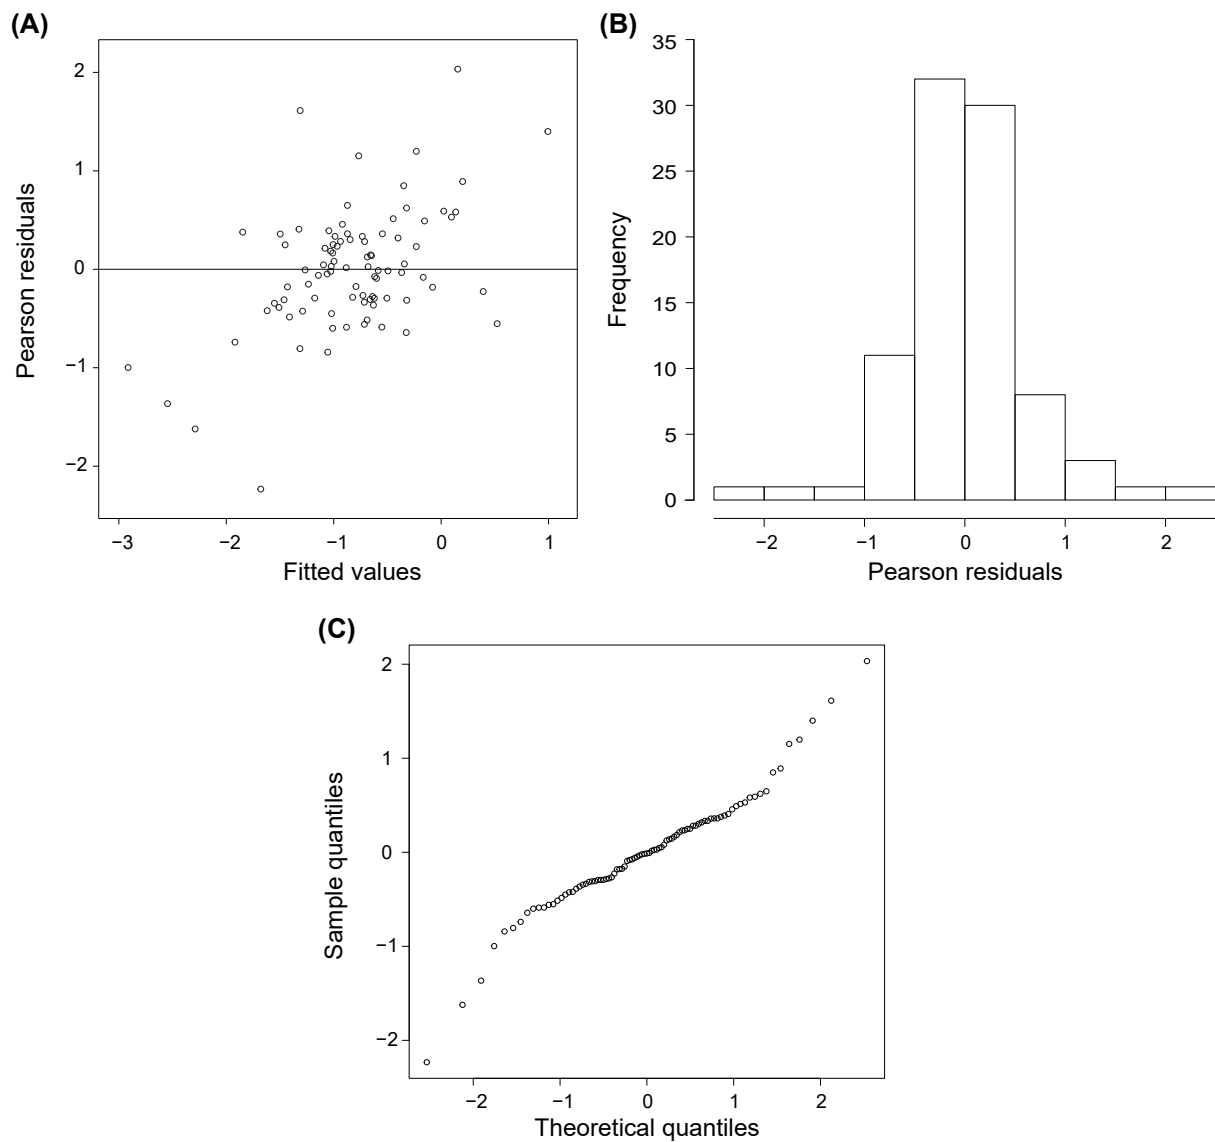 (A)
Pearson residuals
2
1
0
−1
−2
−3 −2 −1 0 1
Fitted values
(B)
Frequency
35
30
25
32
10
5
0
−2 −1 0 1 2
Pearson residuals
(C)
Sample quantiles
2
1
0
−1
−2
−2 −1 0 1 2
Theoretical quantiles